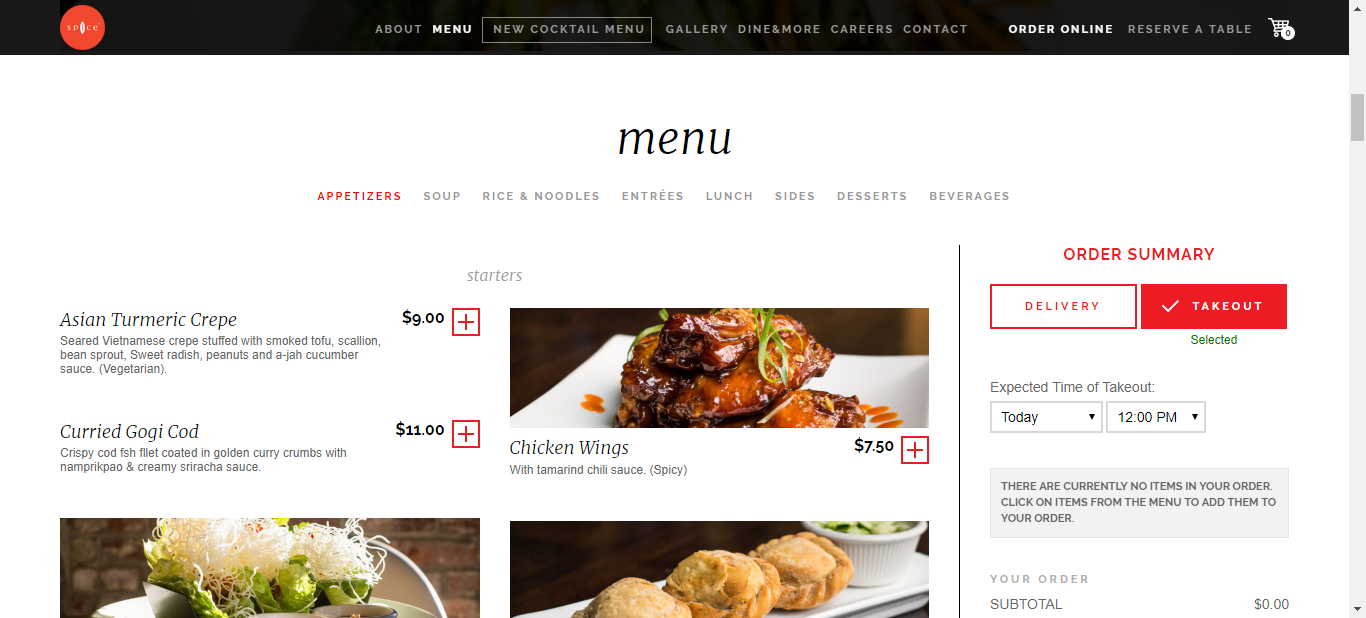 spice
ABOUT MENU NEW COCKTAIL MENU GALLERY DINE&MORE CAREERS CONTACT ORDER ONLINE RESERVE A TABLE 0
menu
APPETIZERS SOUP RICE & NOODLES ENTRÉES LUNCH SIDES DESSERTS BEVERAGES
starters
Asian Turmeric Crepe $9.00
Seared Vietnamese crepe stuffed with smoked tofu, scallion,
bean sprout, Sweet radish, peanuts and a-jah cucumber
sauce. (Vegetarian).
Curried Gogi Cod $11.00
Crispy cod fsh fllet coated in golden curry crumbs with
namprikpao & creamy sriracha sauce.
Chicken Wings $7.50
With tamarind chili sauce. (Spicy)
ORDER SUMMARY
DELIVERY TAKEOUT
Selected
Expected Time of Takeout:
Today 12:00 PM
THERE ARE CURRENTLY NO ITEMS IN YOUR ORDER.
CLICK ON ITEMS FROM THE MENU TO ADD THEM TO
YOUR ORDER.
YOUR ORDER
SUBTOTAL $0.00